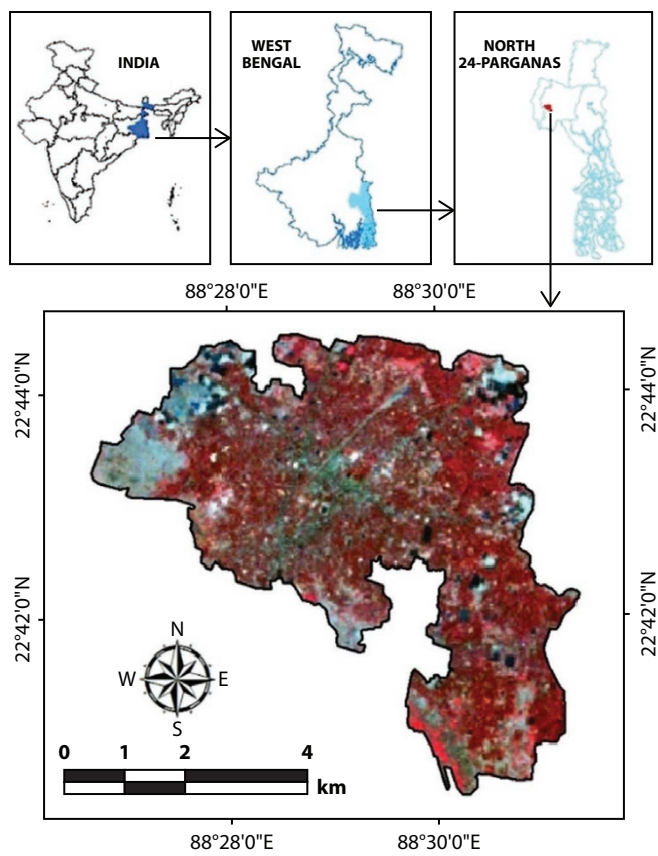 INDIA
WEST
BENGAL
NORTH
24-PARGANAS
88°28'0"E
88°30'0"E
22°44'0"N
22°44'0"N
22°42'0"N
22°42'0"N
N
W
E
S
0 1 2 4
km
88°28'0"E
88°30'0"E